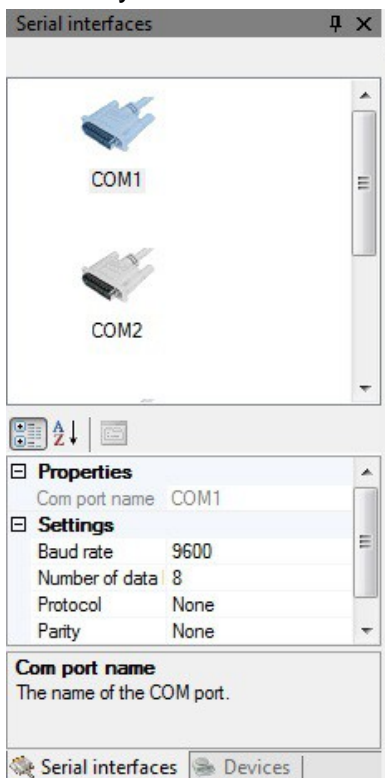 Serial interfaces
COM1
COM2
Properties
Com port name COM1
Settings
Baud rate 9600
Number of data 8
Protocol None
Parity None
Com port name
The name of the COM port.
Serial interfaces Devices